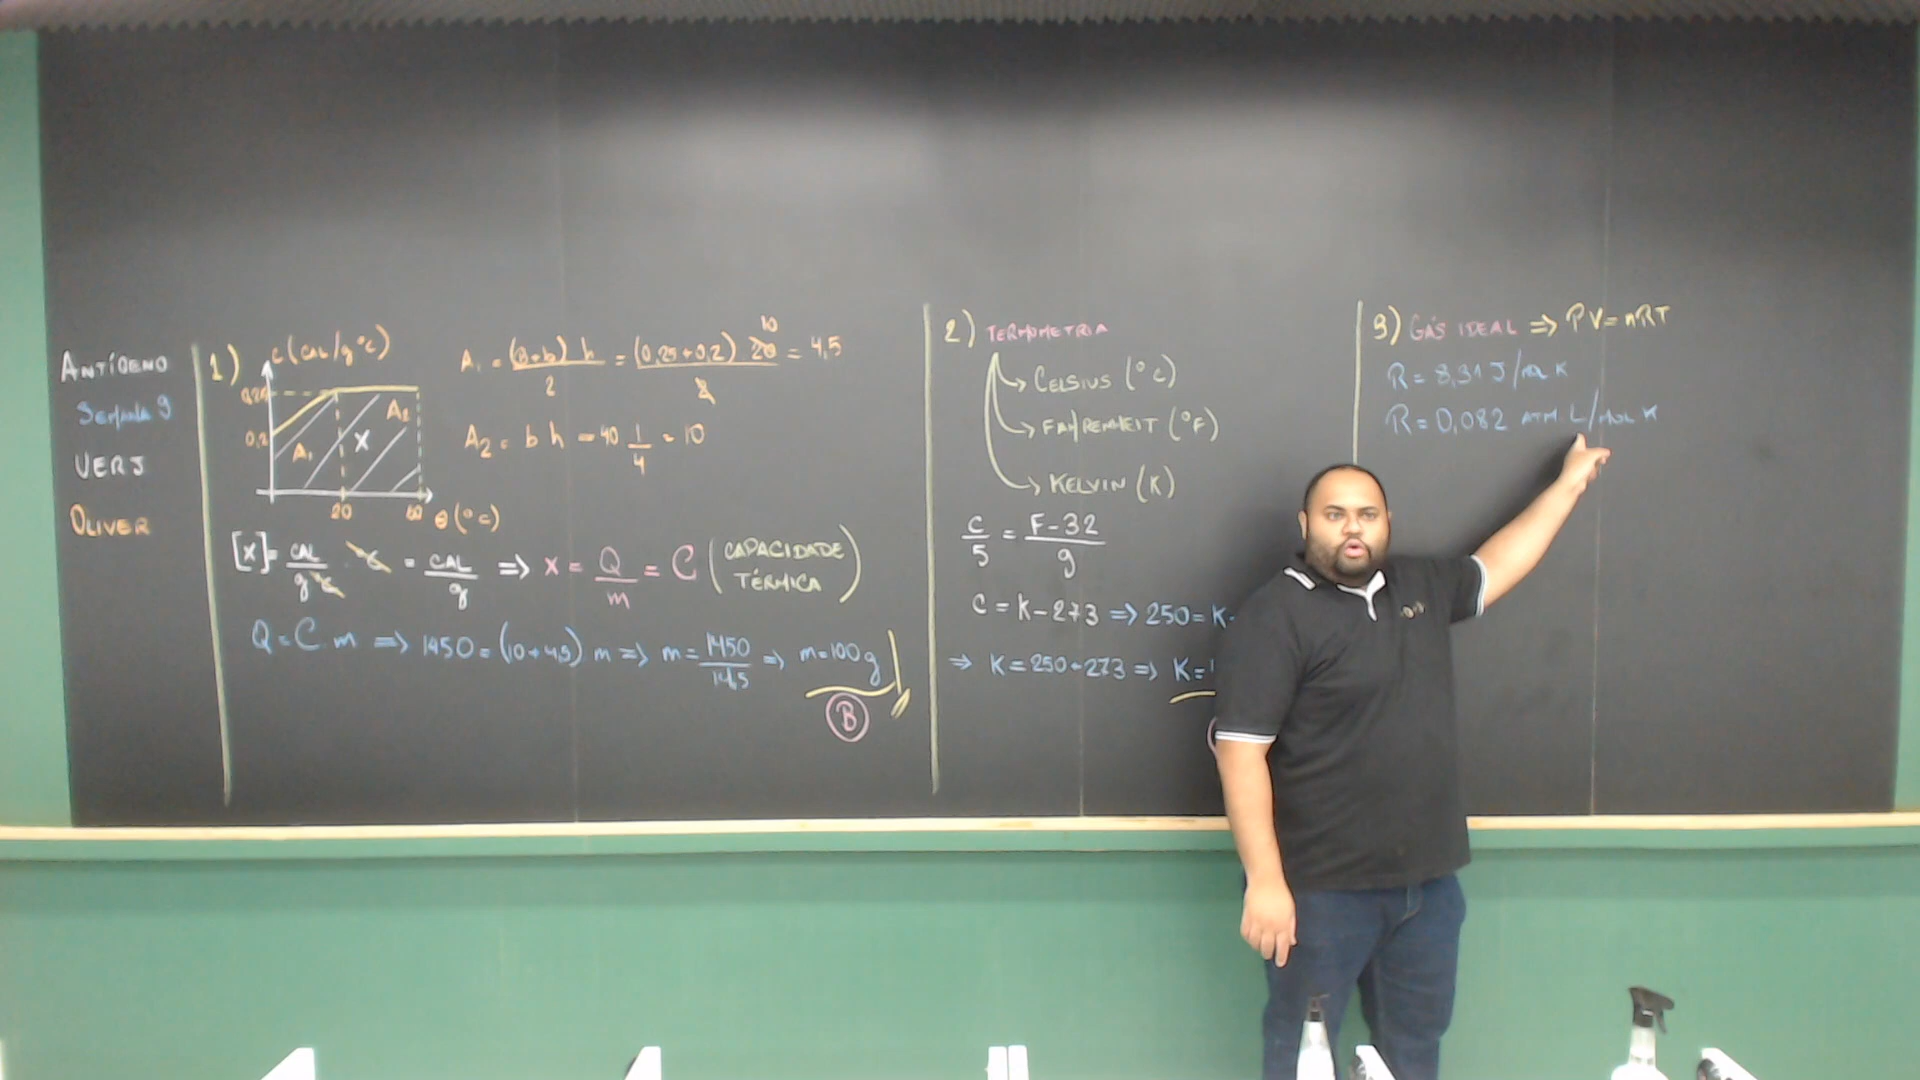 ANTÍGENO
SEMANA 9
UERJ
OLIVER
1)
C (CAL/g°C)
0,25
0,2
A₁
X
A₂
20
60
θ (°C)
A₁ = (B+b) h / 2 = (0,25+0,2) 20 / 2 = 4,5
10
A₂ = b h = 40 1/4 = 10
[X] = CAL/g°C · °C = CAL/g => X = Q/m = C (CAPACIDADE TÉRMICA)
Q = C m => 1450 = (10+4,5) m => m = 1450/14,5 => m=100g
B
2) TERMOMETRIA
CELSIUS (°C)
FAHRENHEIT (°F)
KELVIN (K)
C/5 = F-32/9
C = K-273 => 250 = K-
=> K = 250+273 => K=
3) GÁS IDEAL => PV=nRT
R = 8,31 J/mol K
R = 0,082 ATM L/MOL K